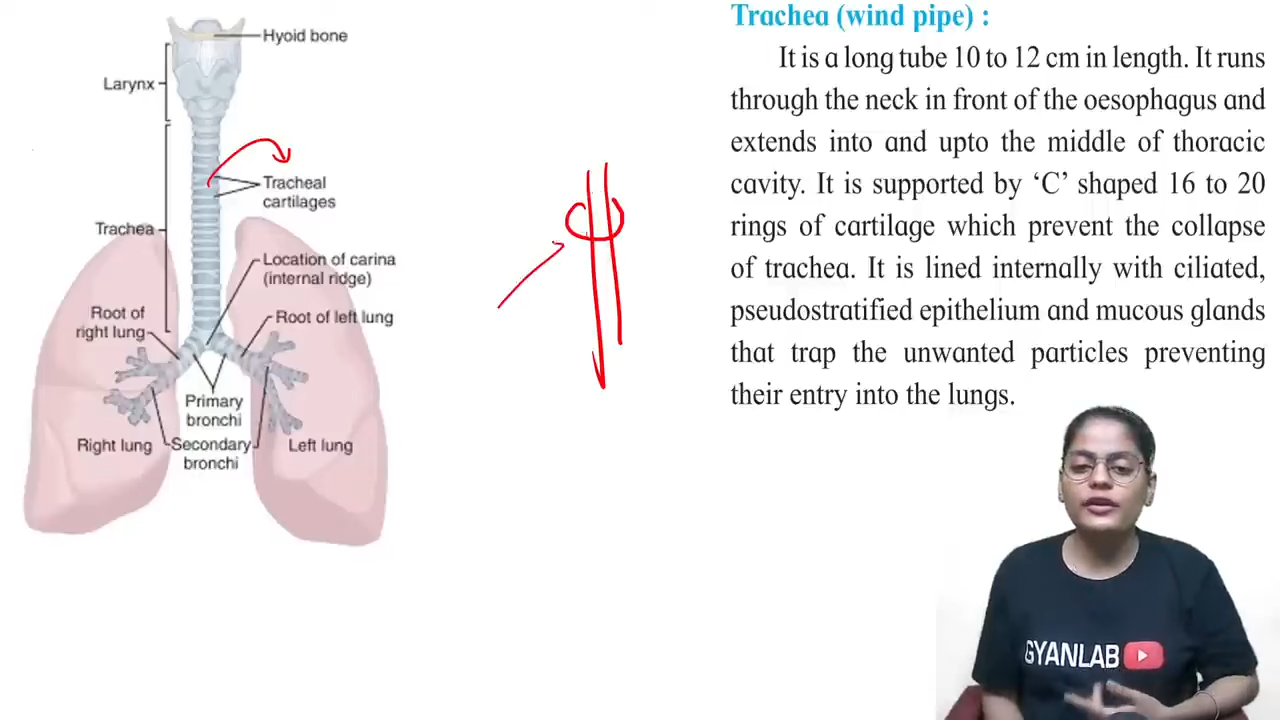 Hyoid bone
Larynx
Tracheal
cartilages
Trachea
Location of carina
(internal ridge)
Root of
right lung
Root of left lung
Primary
bronchi
Right lung
Secondary
bronchi
Left lung
Trachea (wind pipe) :
It is a long tube 10 to 12 cm in length. It runs
through the neck in front of the oesophagus and
extends into and upto the middle of thoracic
cavity. It is supported by ‘C’ shaped 16 to 20
rings of cartilage which prevent the collapse
of trachea. It is lined internally with ciliated,
pseudostratified epithelium and mucous glands
that trap the unwanted particles preventing
their entry into the lungs.
GYANLAB